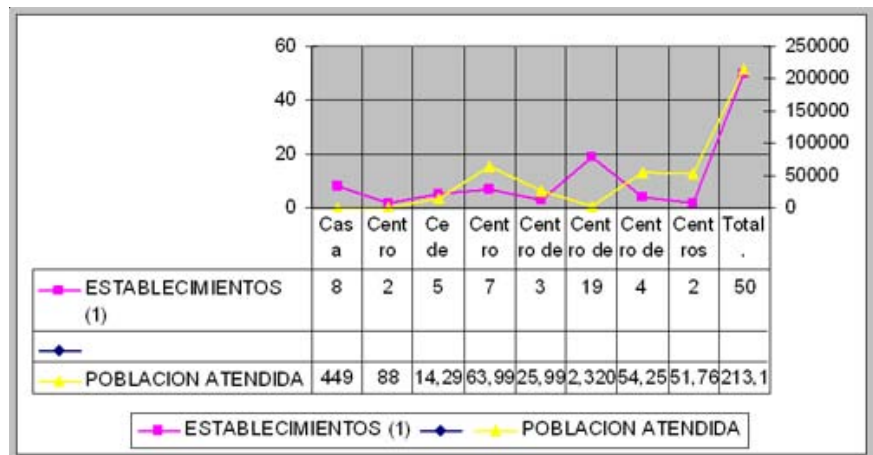 60
40
20
0
250000
200000
150000
100000
50000
0
Cas Cent Ce Cent Cent Centro Cent Cent Total
a ro de ro ro de ro de ro de ros .
ESTABLECIMIENTOS 8 2 5 7 3 19 4 2 50
(1)
POBLACION ATENDIDA 449 88 14,29 63,99 25,99 2,320 54,25 51,76 213,1
ESTABLECIMIENTOS (1) POBLACION ATENDIDA